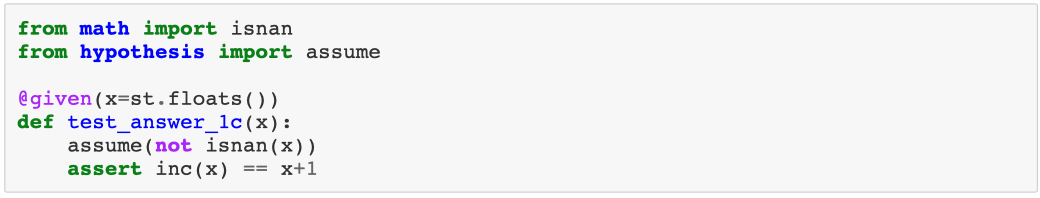 from math import isnan
from hypothesis import assume

@given(x=st.floats())
def test_answer_1c(x):
    assume(not isnan(x))
    assert inc(x) == x+1